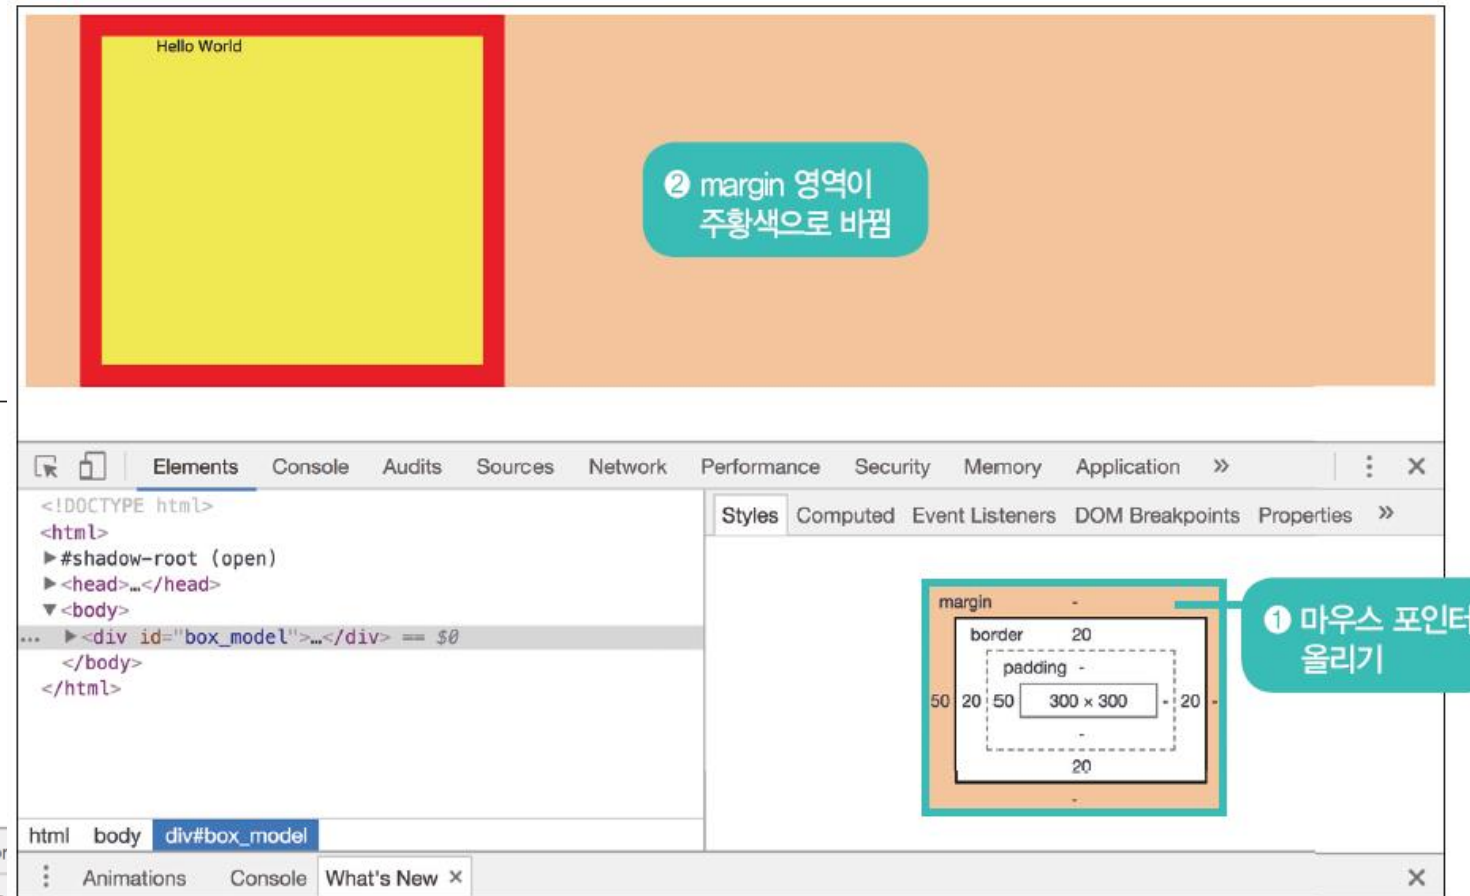 Hello World
❷ margin 영역이
주황색으로 바뀜
Elements Console Audits Sources Network Performance Security Memory Application »
<!DOCTYPE html>
<html>
▶#shadow-root (open)
▶<head>…</head>
▼<body>
... ▶<div id="box_model">…</div> == $0
</body>
</html>
Styles Computed Event Listeners DOM Breakpoints Properties »
margin -
border 20
padding -
50 20 50 300 × 300 - 20 -
-
20
-
❶ 마우스 포인터
올리기
html body div#box_model
Animations Console What's New ×